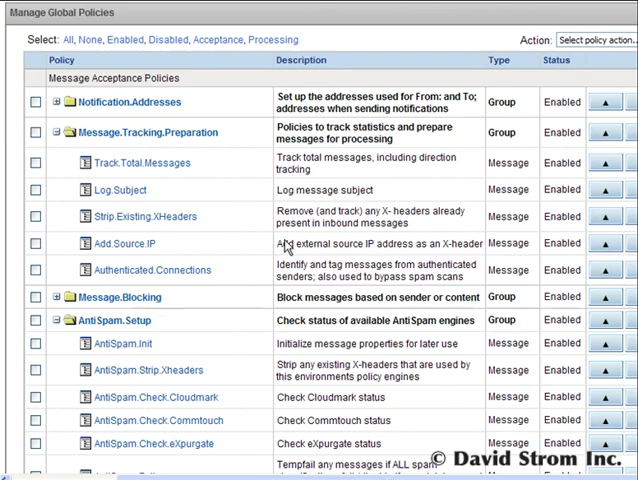 Manage Global Policies
Select: All, None, Enabled, Disabled, Acceptance, Processing Action: Select policy action..
Policy Description Type Status
Message Acceptance Policies
Notification.Addresses Set up the addresses used for From: and To; Group Enabled
addresses when sending notifications
Message.Tracking.Preparation Policies to track statistics and prepare Group Enabled
messages for processing
Track.Total.Messages Track total messages, including direction Message Enabled
tracking
Log.Subject Log message subject Message Enabled
Strip.Existing.XHeaders Remove (and track) any X- headers already Message Enabled
present in inbound messages
Add.Source.IP Add external source IP address as an X-header Message Enabled
Authenticated.Connections Identify and tag messages from authenticated Message Enabled
senders; also used to bypass spam scans
Message.Blocking Block messages based on sender or content Group Enabled
AntiSpam.Setup Check status of available AntiSpam engines Group Enabled
AntiSpam.Init Initialize message properties for later use Message Enabled
AntiSpam.Strip.Xheaders Strip any existing X-headers that are used by Message Enabled
this environments policy engines
AntiSpam.Check.Cloudmark Check Cloudmark status Message Enabled
AntiSpam.Check.Commtouch Check Commtouch status Message Enabled
AntiSpam.Check.eXpurgate Check eXpurgate status Message Enabled
Tempfail any messages if ALL spam
© David Strom Inc.